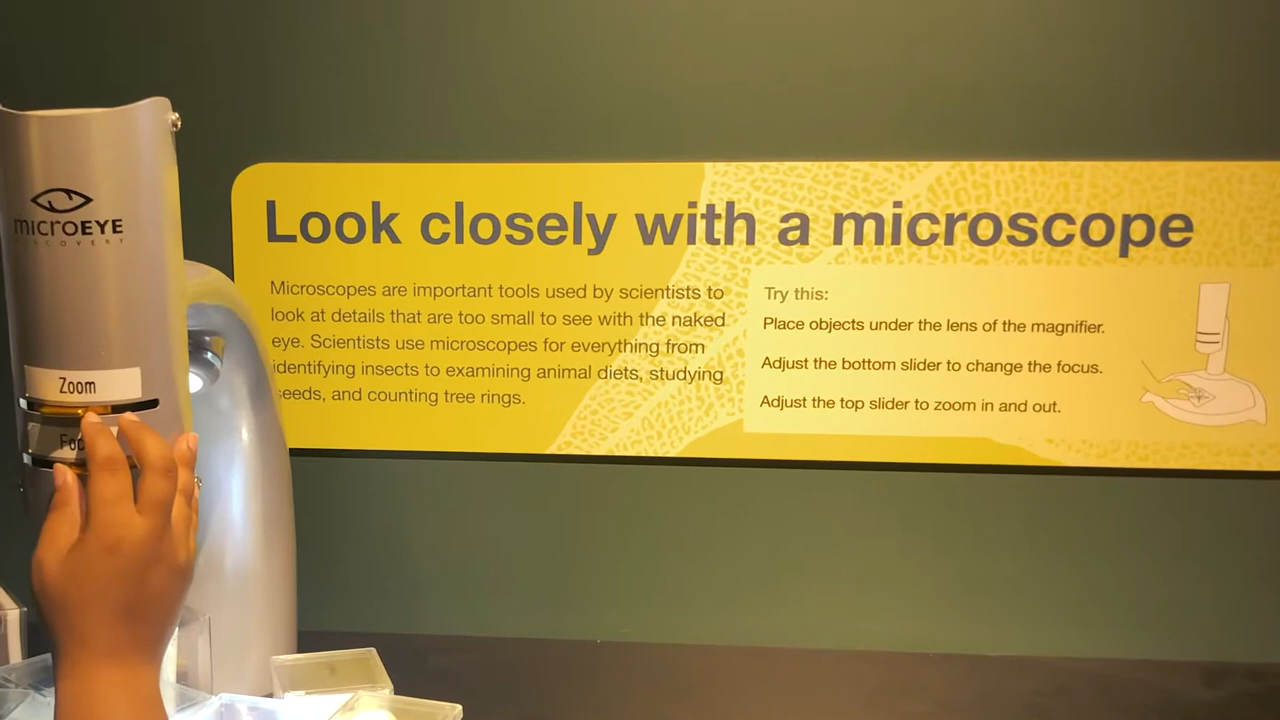 microEYE
DISCOVERY
Zoom
Look closely with a microscope
Microscopes are important tools used by scientists to
look at details that are too small to see with the naked
eye. Scientists use microscopes for everything from
identifying insects to examining animal diets, studying
seeds, and counting tree rings.
Try this:
Place objects under the lens of the magnifier.
Adjust the bottom slider to change the focus.
Adjust the top slider to zoom in and out.